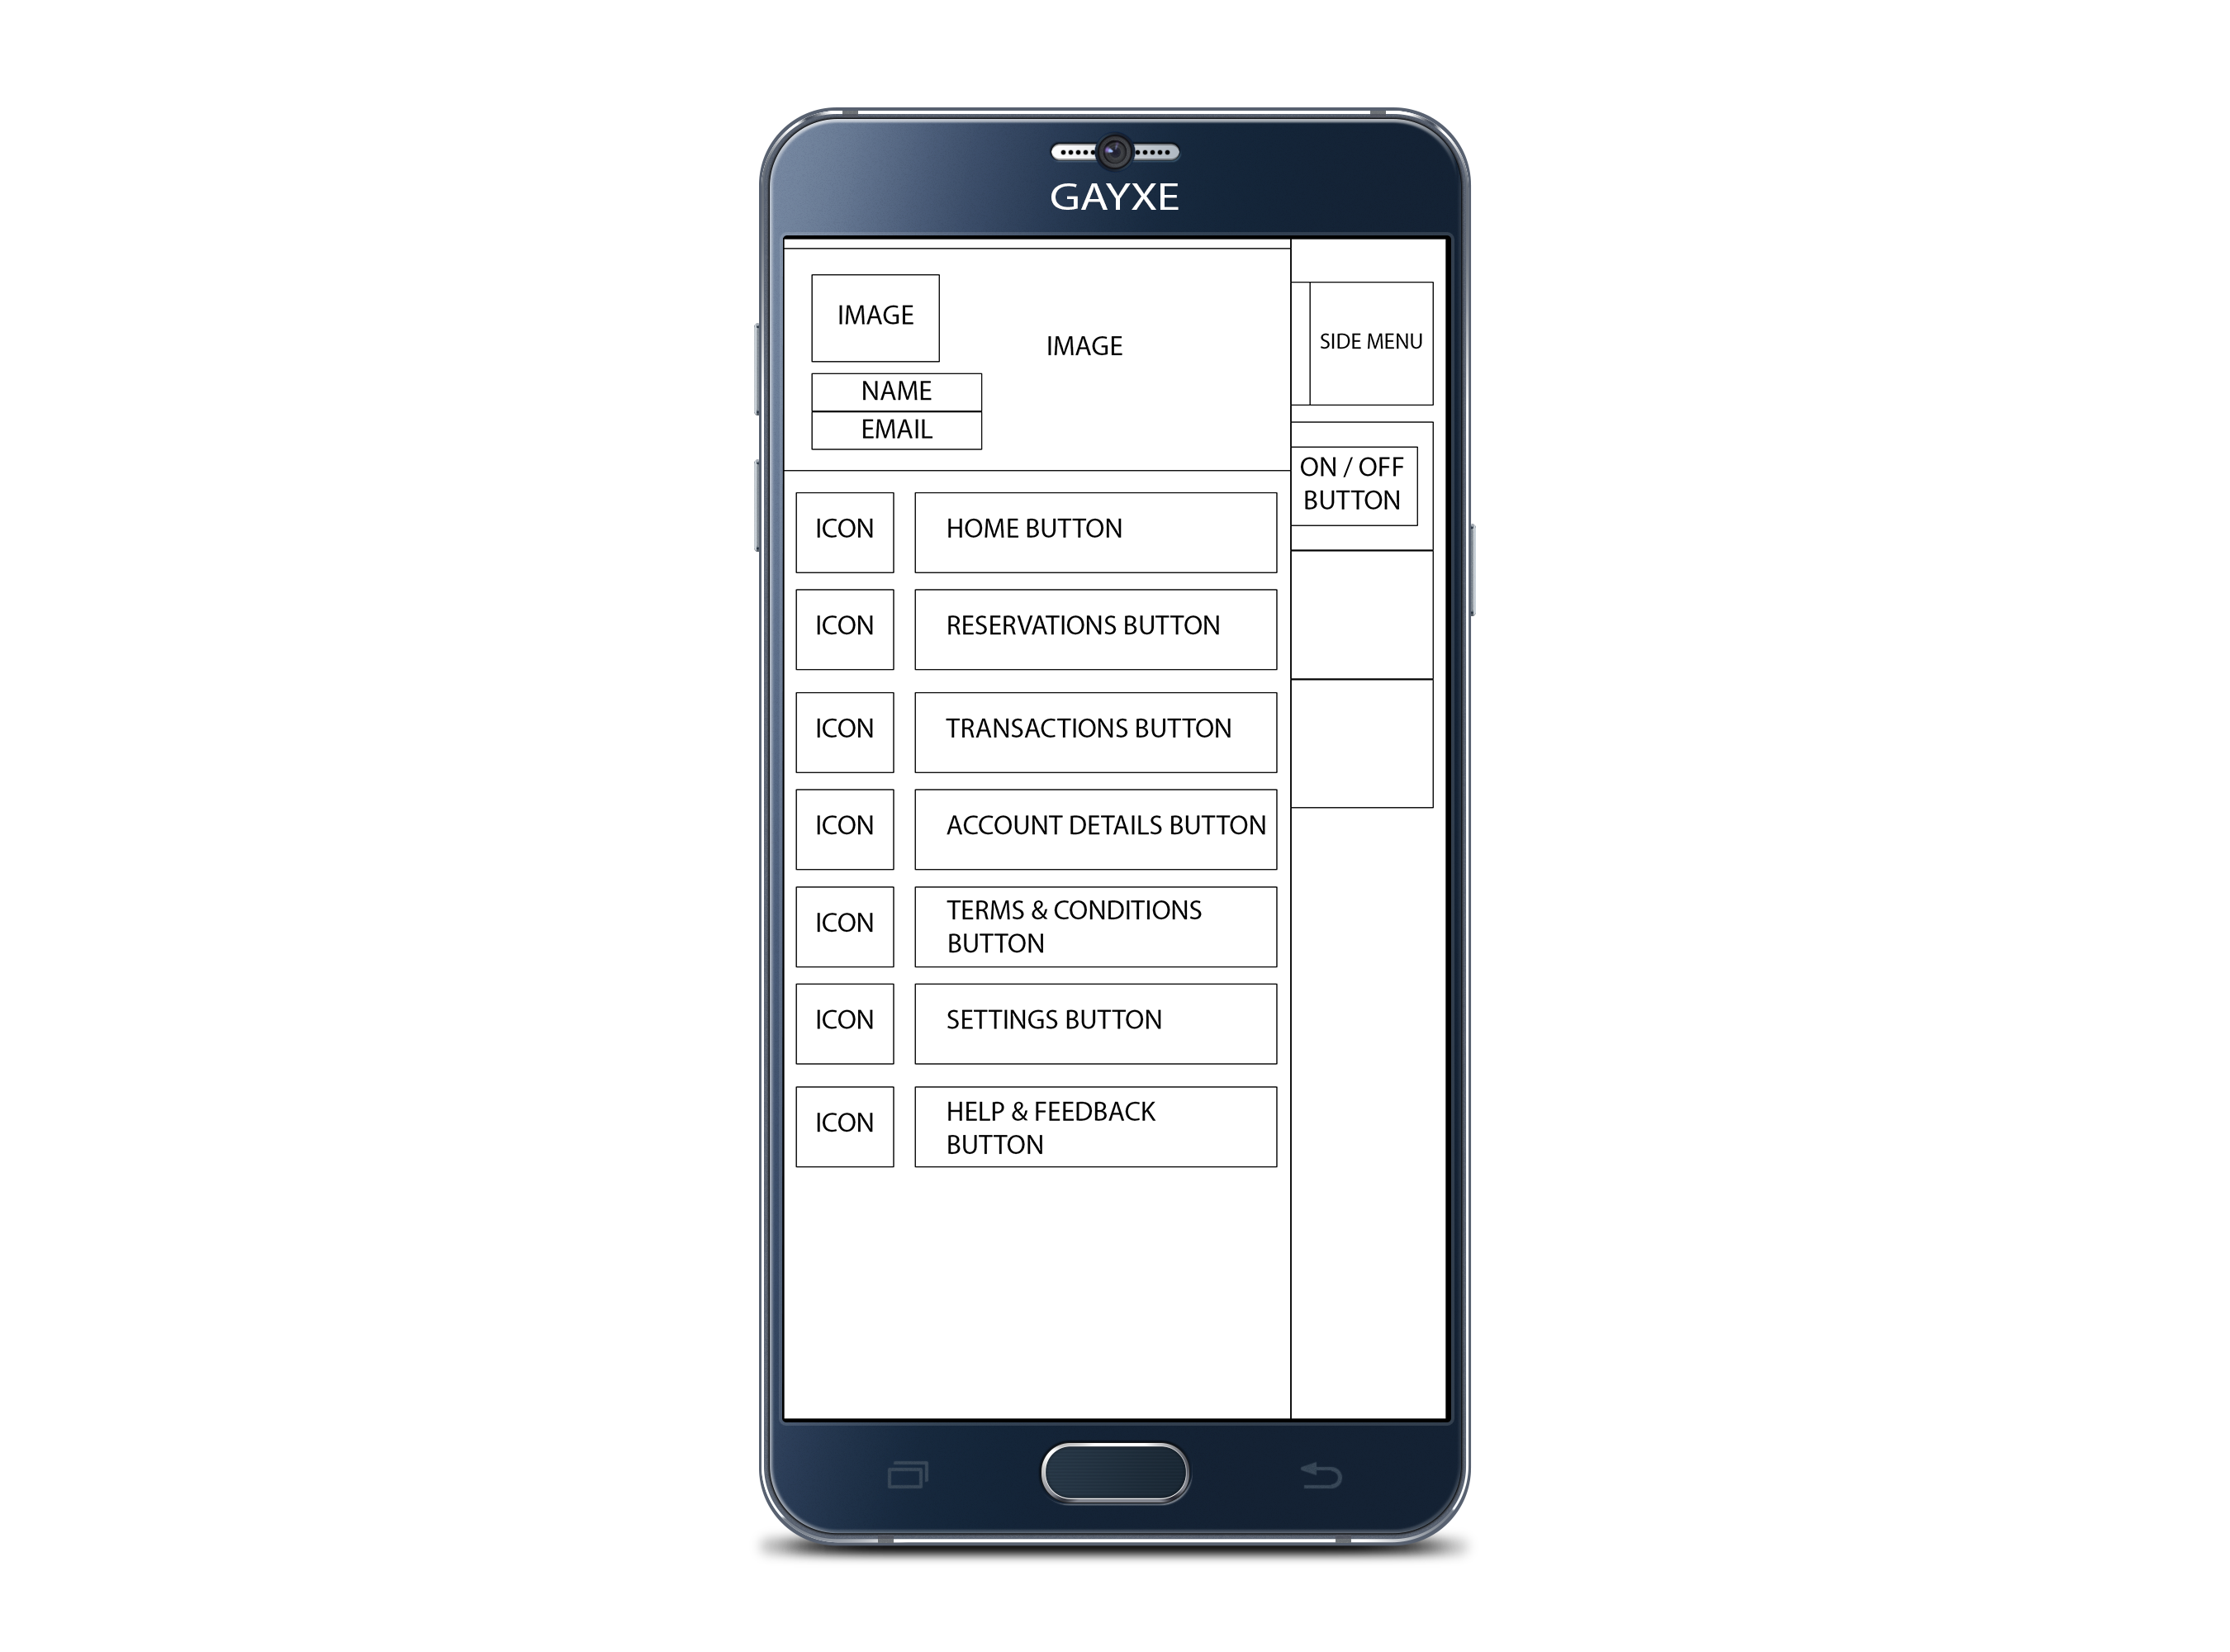 GAYXE
IMAGE
IMAGE
NAME
EMAIL
SIDE MENU
ON / OFF
BUTTON
ICON
HOME BUTTON
ICON
RESERVATIONS BUTTON
ICON
TRANSACTIONS BUTTON
ICON
ACCOUNT DETAILS BUTTON
ICON
TERMS & CONDITIONS
BUTTON
ICON
SETTINGS BUTTON
ICON
HELP & FEEDBACK
BUTTON